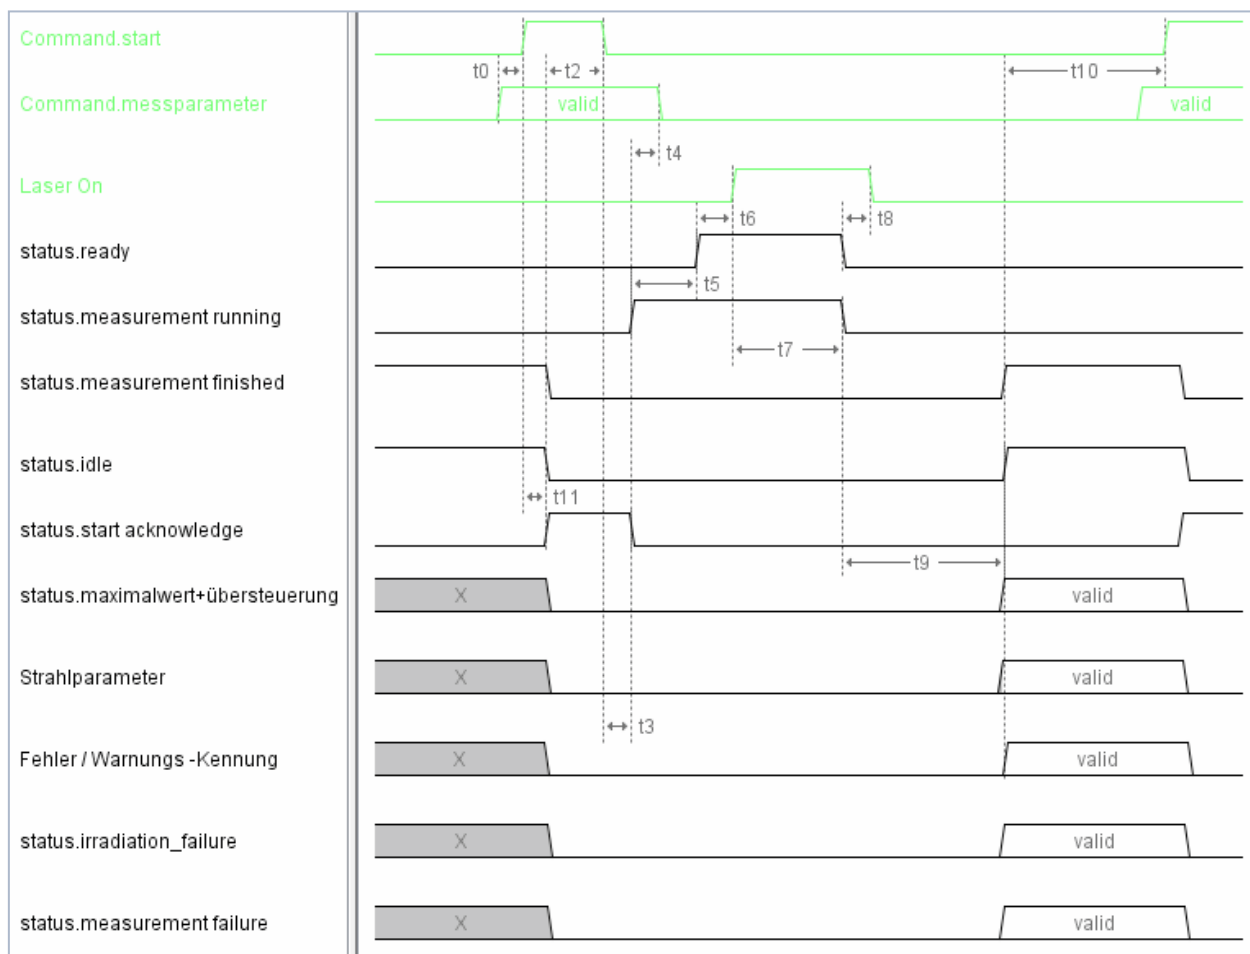 Command.start
t0
t2
t10
Command.messparameter
valid
valid
t4
Laser On
t6
t8
status.ready
t5
status.measurement running
t7
status.measurement finished
status.idle
t11
status.start acknowledge
t9
status.maximalwert+übersteuerung
X
valid
Strahlparameter
X
valid
t3
Fehler / Warnungs -Kennung
X
valid
status.irradiation_failure
X
valid
status.measurement failure
X
valid